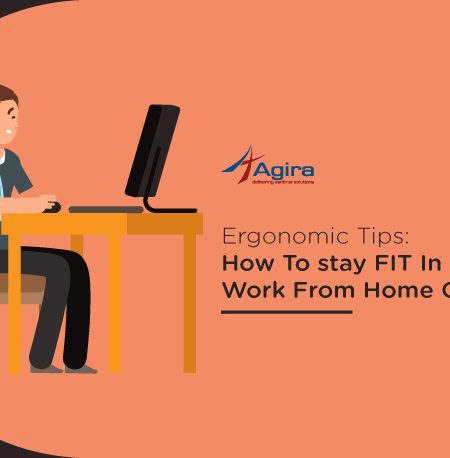 Agira
delivering sentinel solutions
Ergonomic Tips:
How To stay FIT In
Work From Home